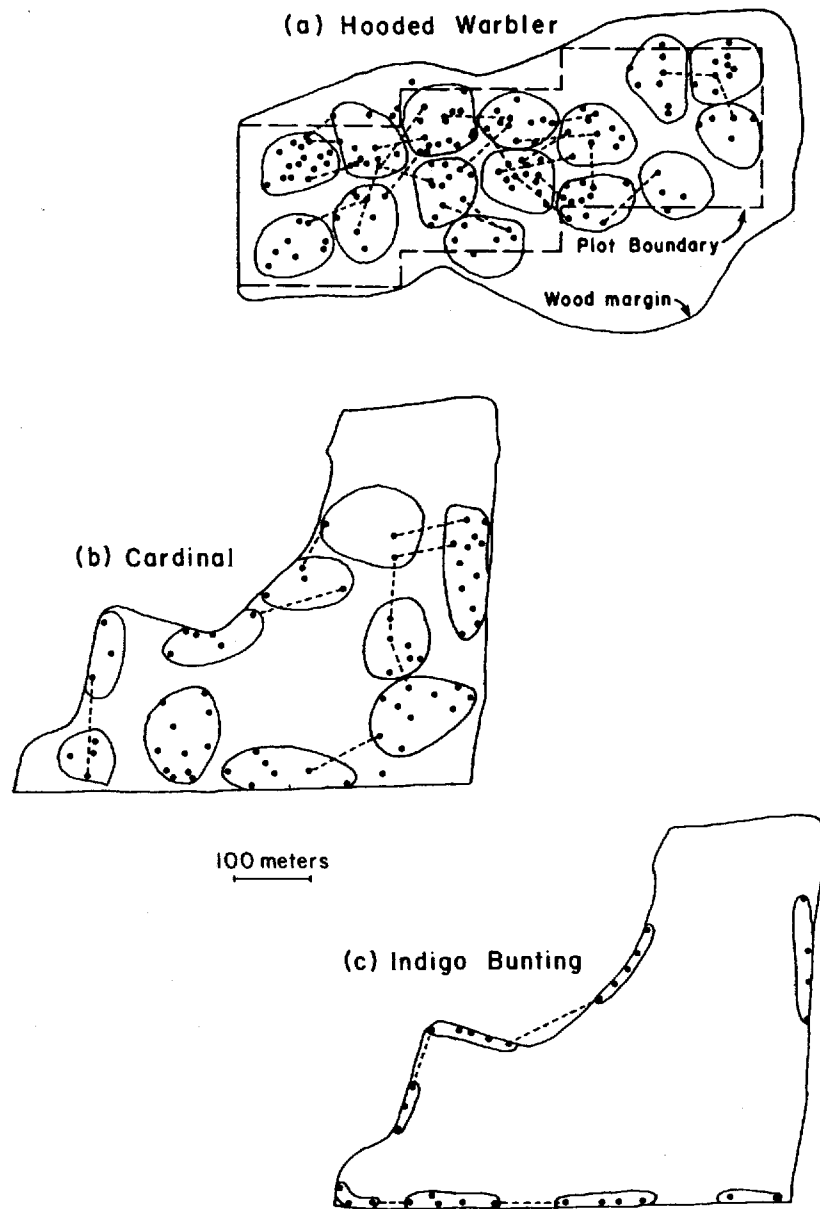 (a) Hooded Warbler
Plot Boundary
Wood margin
(b) Cardinal
100 meters
(c) Indigo Bunting